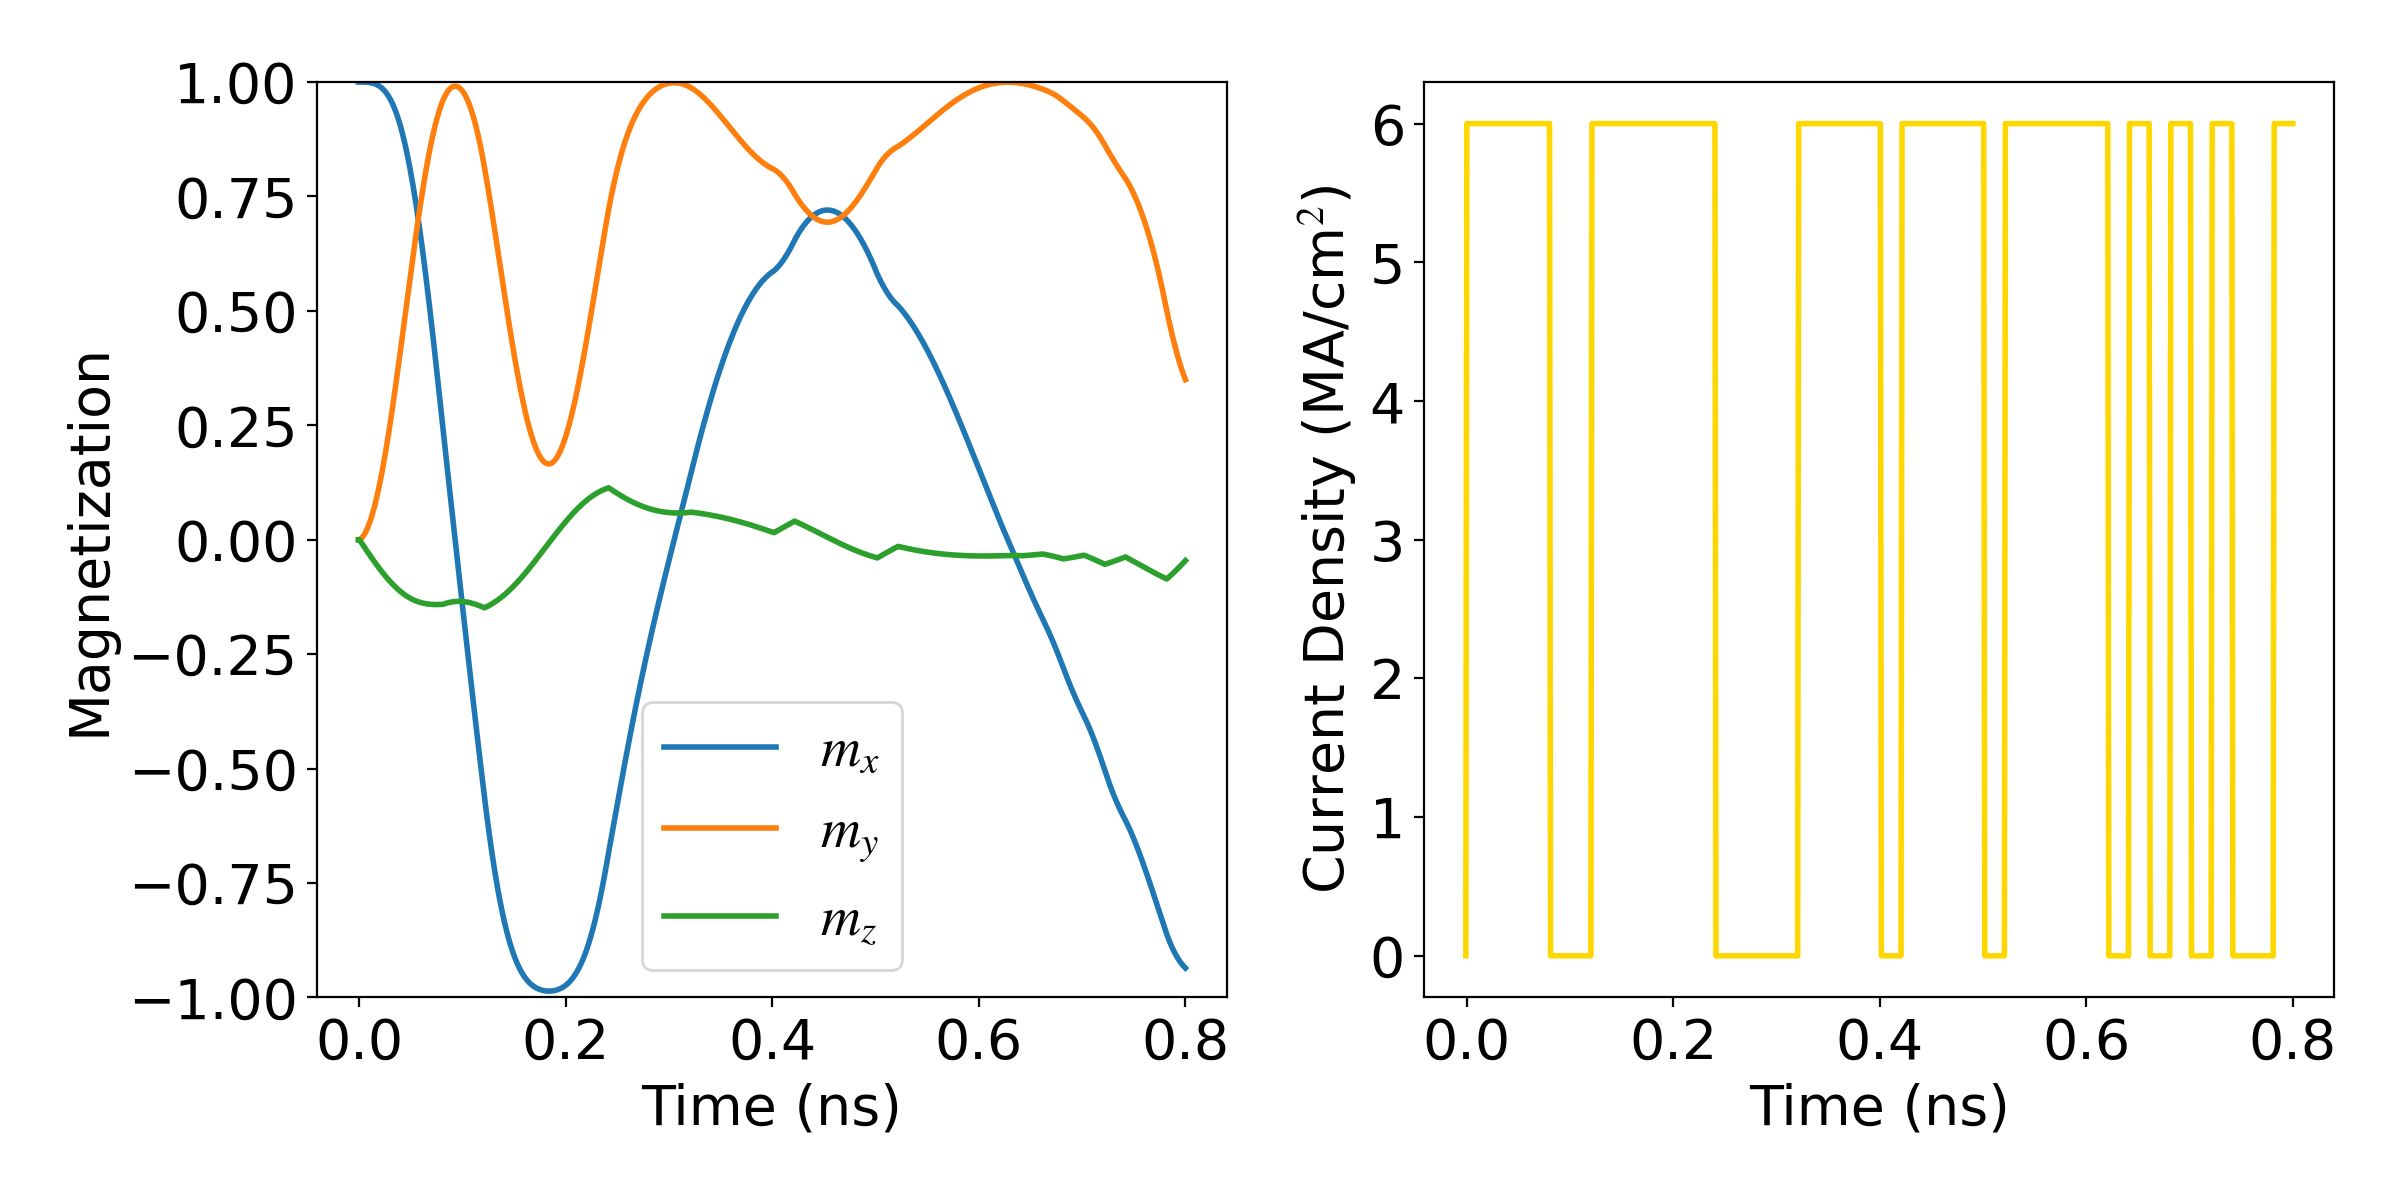 Magnetization
1.00
0.75
0.50
0.25
0.00
−0.25
−0.50
−0.75
−1.00
0.0 0.2 0.4 0.6 0.8
Time (ns)
mₓ
m_y
m_z
Current Density (MA/cm²)
6
5
4
3
2
1
0
0.0 0.2 0.4 0.6 0.8
Time (ns)